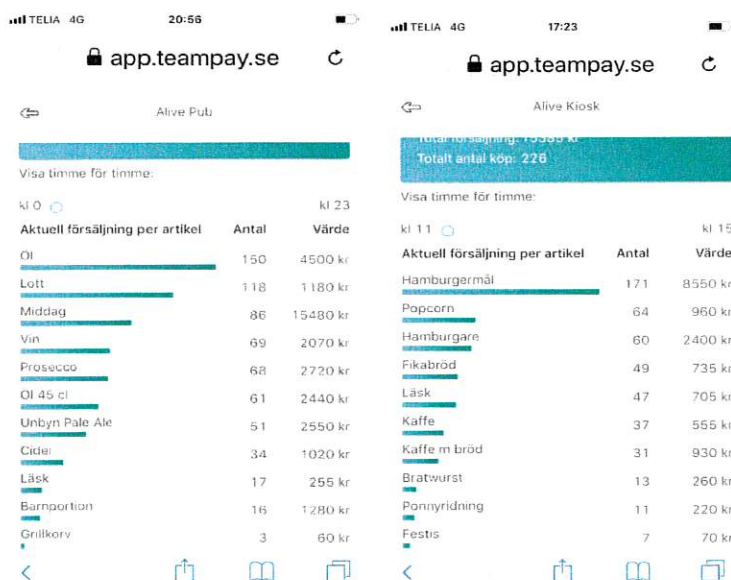 TELIA 4G 20:56
app.teampay.se
Alive Pub
Visa timme för timme:
kl 0 kl 23
Aktuell försäljning per artikel Antal Värde
Öl 150 4500 kr
Lott 118 1180 kr
Middag 86 15480 kr
Vin 69 2070 kr
Prosecco 68 2720 kr
Öl 45 cl 61 2440 kr
Unbyn Pale Ale 51 2550 kr
Cider 34 1020 kr
Läsk 17 255 kr
Barnportion 16 1280 kr
Grillkorv 3 60 kr
TELIA 4G 17:23
app.teampay.se
Alive Kiosk
Total försäljning: 15385 kr
Totalt antal köp: 226
Visa timme för timme:
kl 11 kl 15
Aktuell försäljning per artikel Antal Värde
Hamburgermål 171 8550 kr
Popcorn 64 960 kr
Hamburgare 60 2400 kr
Fikabröd 49 735 kr
Läsk 47 705 kr
Kaffe 37 555 kr
Kaffe m bröd 31 930 kr
Bratwurst 13 260 kr
Ponnyridning 11 220 kr
Festis 7 70 kr